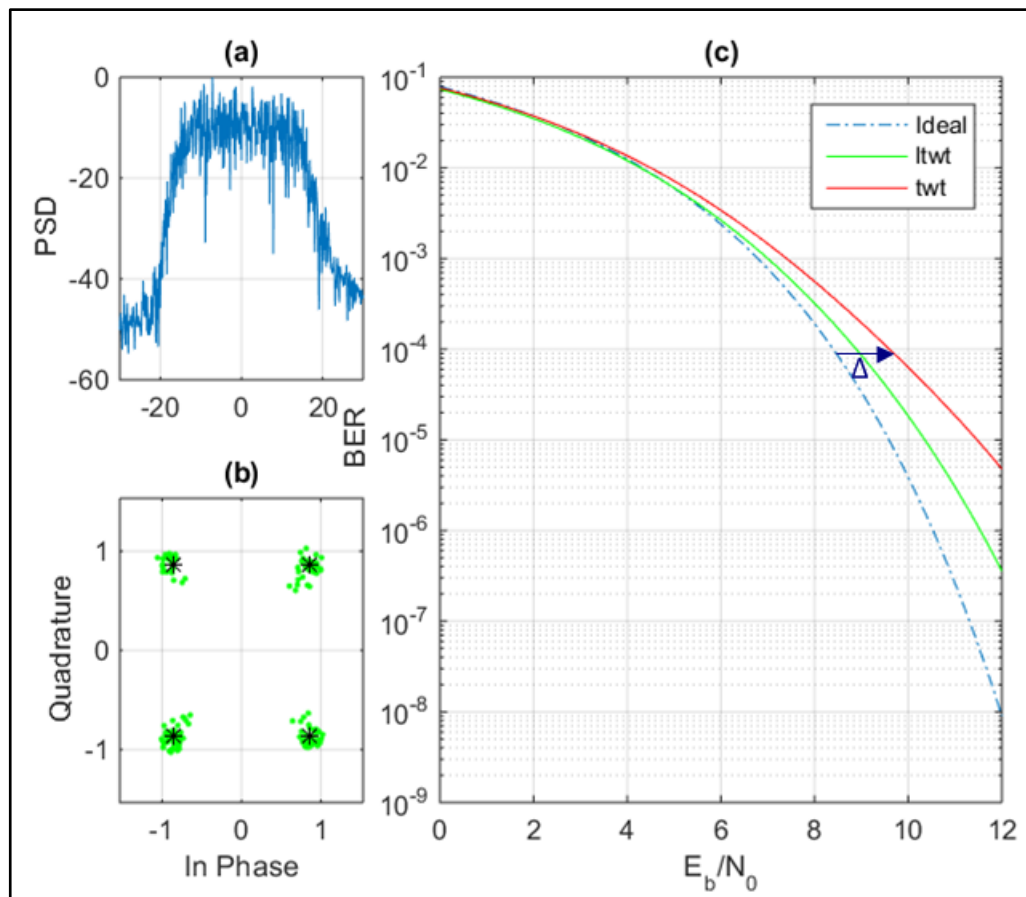 (a)
0
-20
-40
-60
PSD
-20 0 20
(b)
1
0
-1
Quadrature
-1 0 1
In Phase
(c)
10^-1
10^-2
10^-3
10^-4
10^-5
10^-6
10^-7
10^-8
10^-9
BER
Ideal
ltwt
twt
Δ
0 2 4 6 8 10 12
E_b/N_0